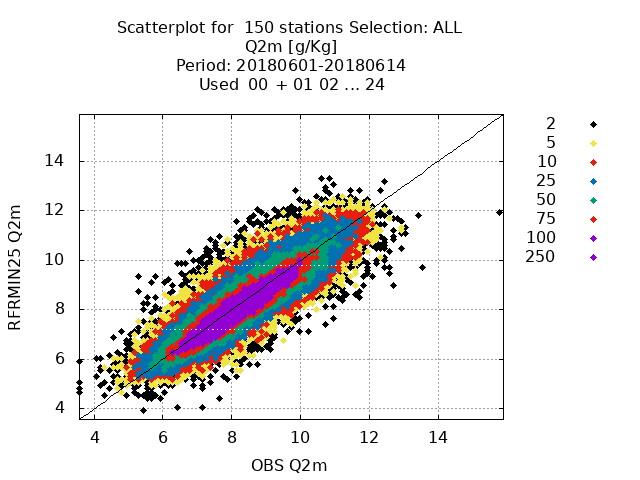 Scatterplot for  150 stations Selection: ALL
Q2m [g/Kg]
Period: 20180601-20180614
Used  00 + 01 02 ... 24
2
5
10
25
50
75
100
250
RFRMIN25 Q2m
14
12
10
8
6
4
4 6 8 10 12 14
OBS Q2m